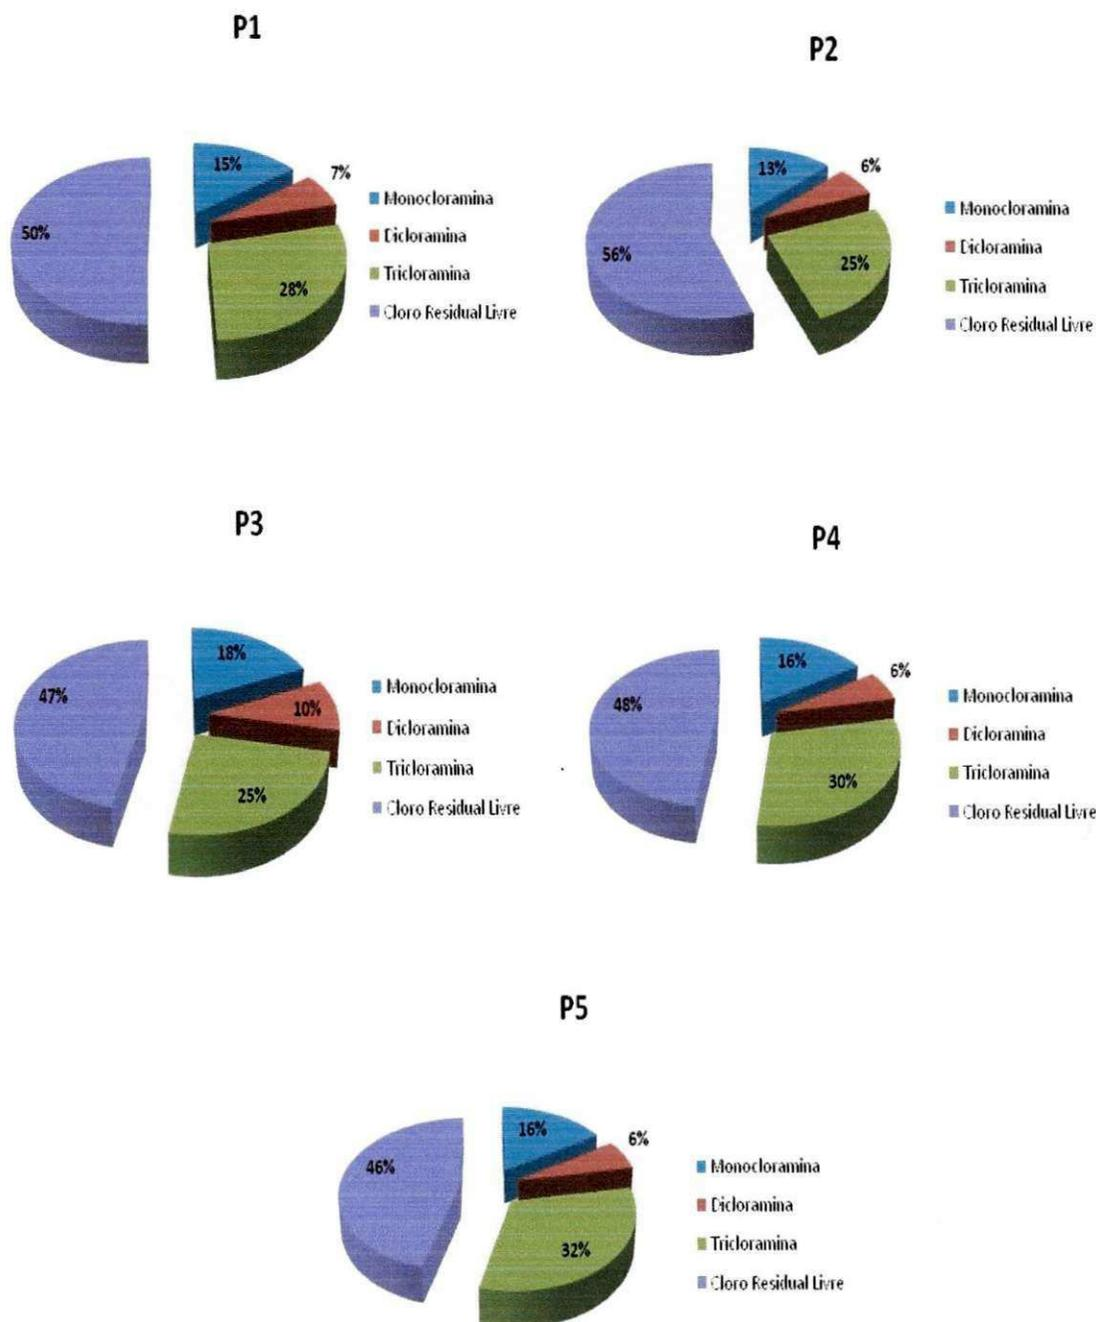 P1
15%
7%
50%
28%
Monocloramina
Dicloramina
Tricloramina
Cloro Residual Livre
P2
13%
6%
56%
25%
Monocloramina
Dicloramina
Tricloramina
Cloro Residual Livre
P3
18%
10%
47%
25%
Monocloramina
Dicloramina
Tricloramina
Cloro Residual Livre
P4
16%
6%
48%
30%
Monocloramina
Dicloramina
Tricloramina
Cloro Residual Livre
P5
16%
6%
46%
32%
Monocloramina
Dicloramina
Tricloramina
Cloro Residual Livre